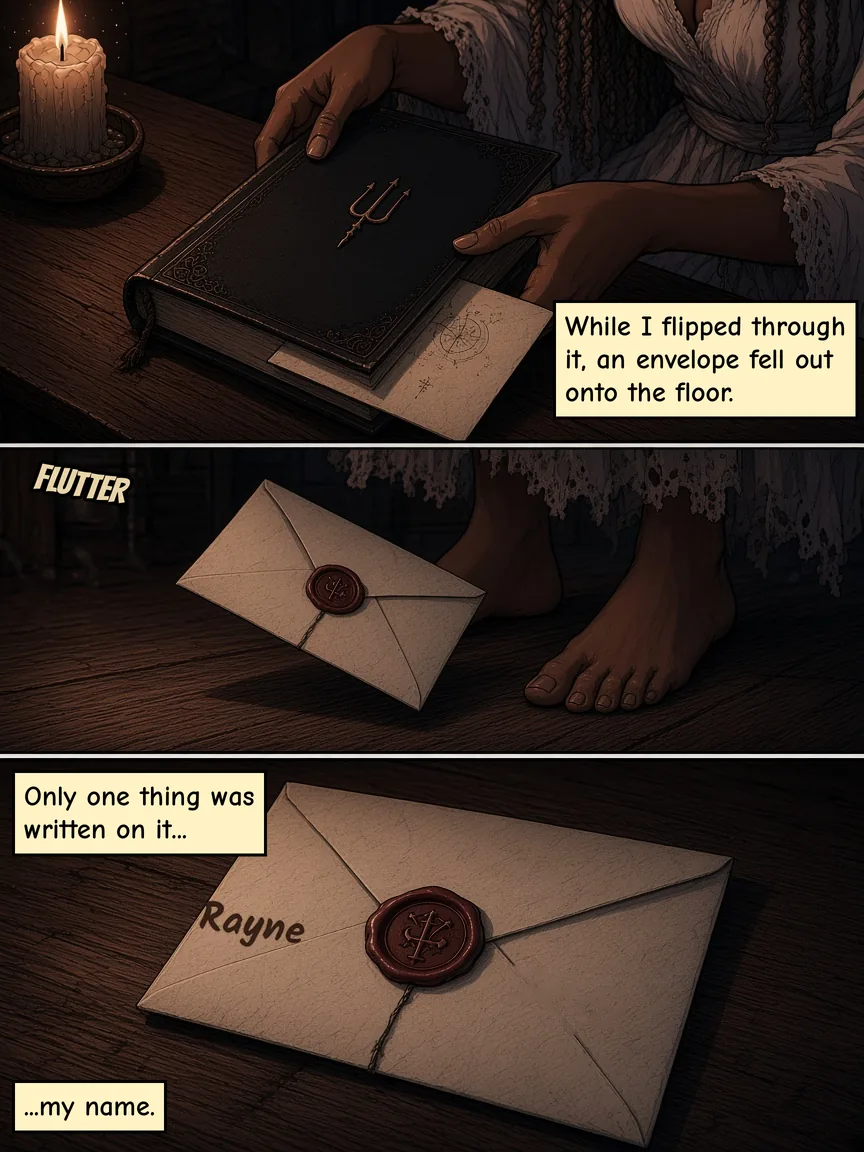 While I flipped through
it, an envelope fell out
onto the floor.
FLUTTER
Only one thing was
written on it...
Rayne
...my name.